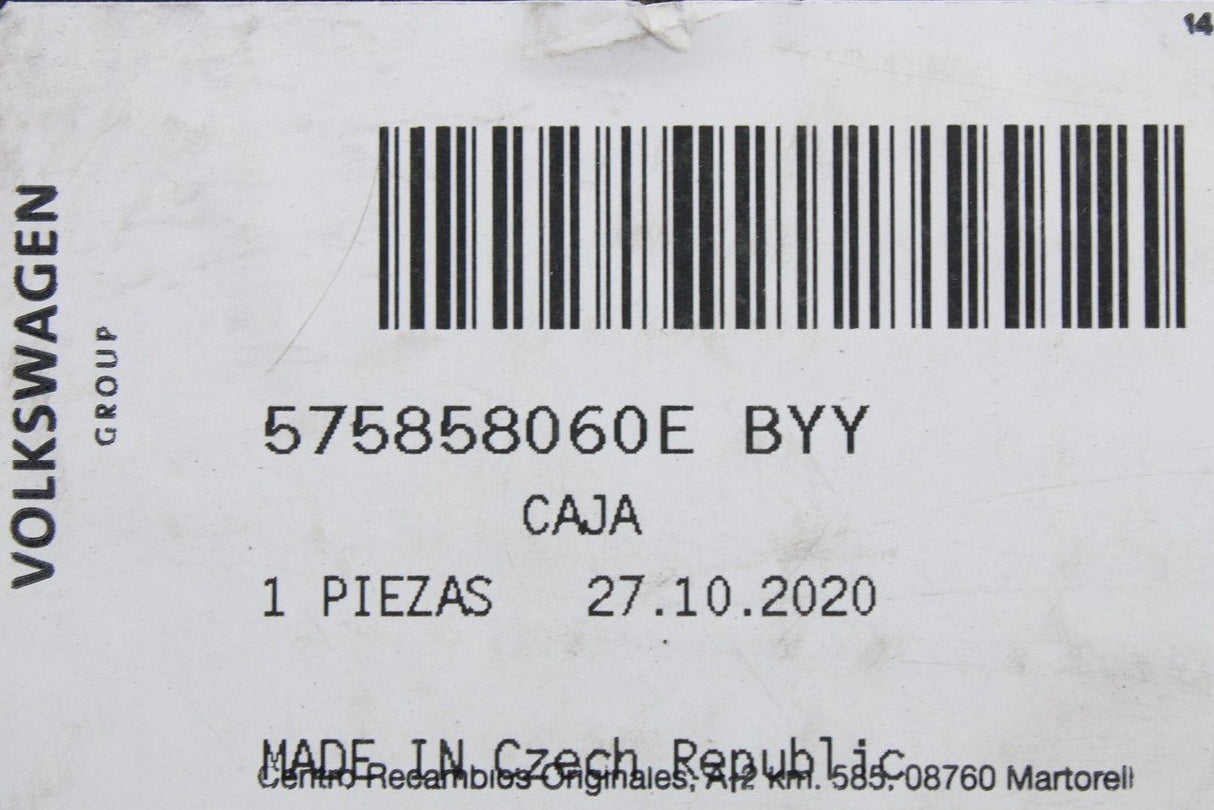 14
VOLKSWAGEN
GROUP
575858060E BYY
CAJA
1 PIEZAS 27.10.2020
MADE IN Czech Republic
Centro Recambios Originales, A-2 km. 585, 08760 Martorell